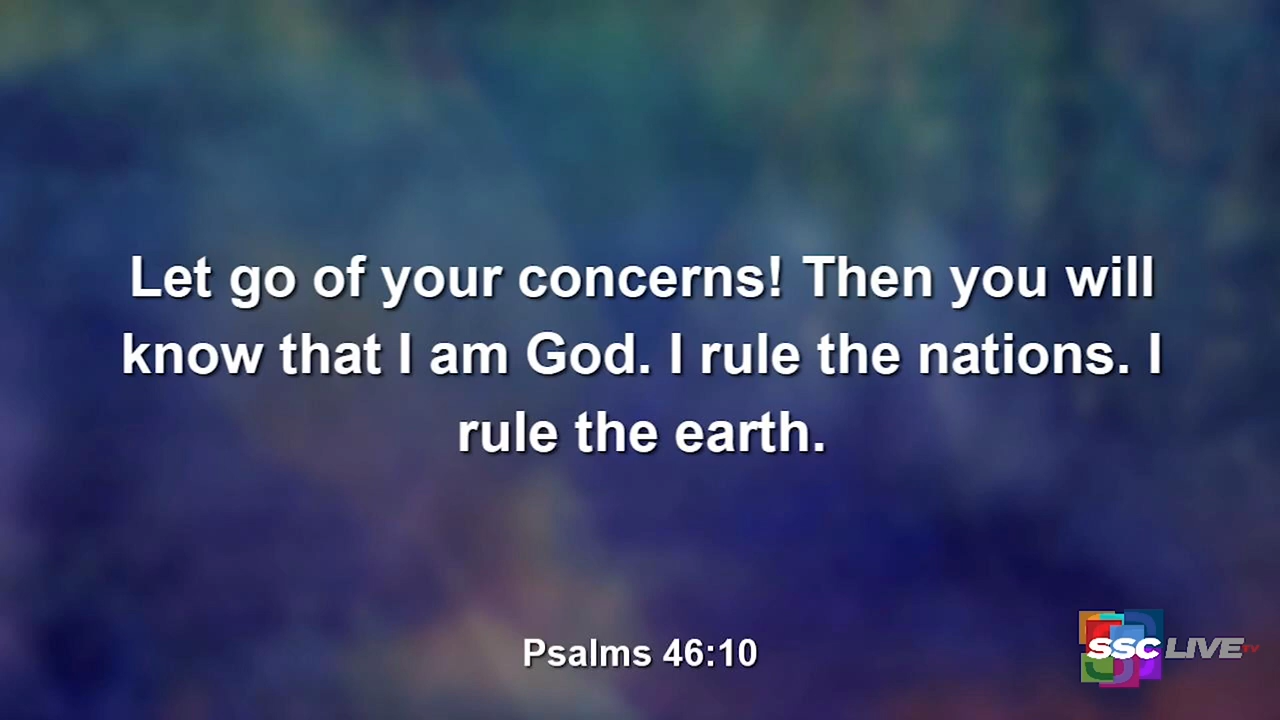 Let go of your concerns! Then you will
know that I am God. I rule the nations. I
rule the earth.
Psalms 46:10
SSC LIVE TV